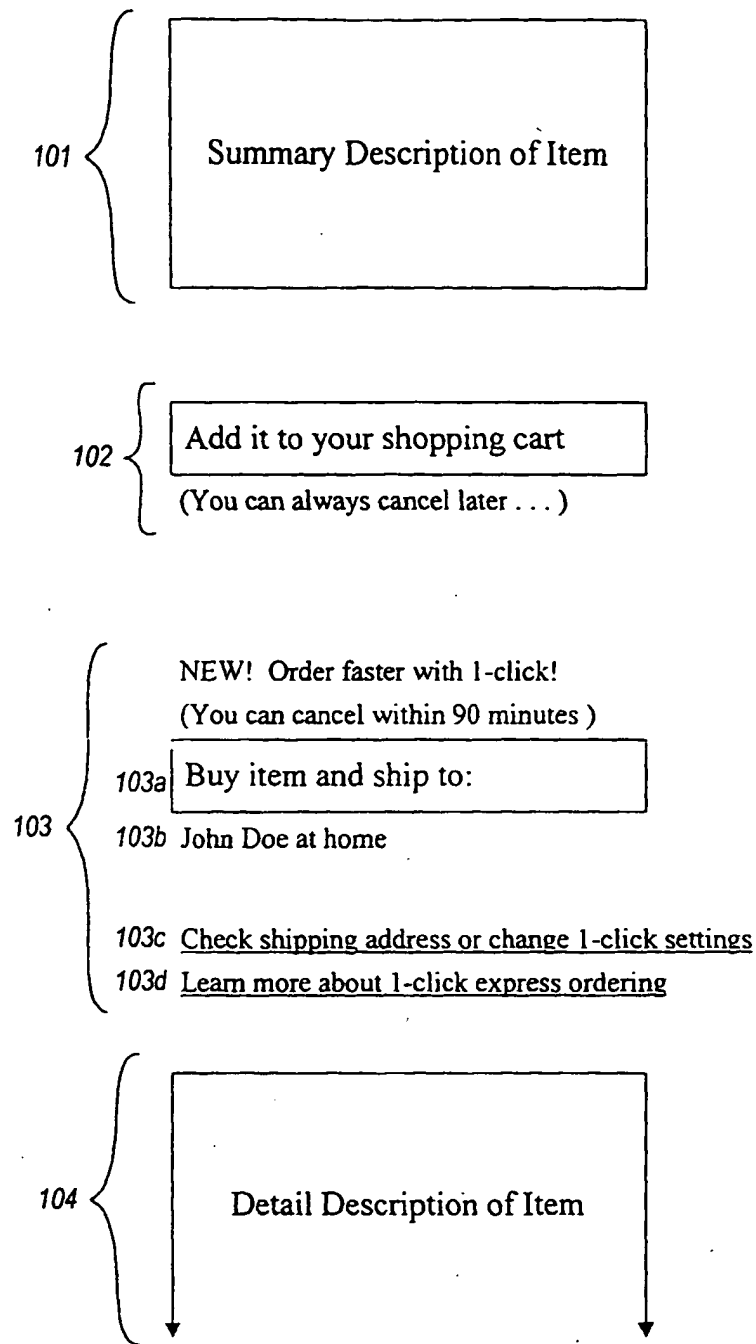 101 Summary Description of Item
102 Add it to your shopping cart
(You can always cancel later . . . )
NEW! Order faster with 1-click!
(You can cancel within 90 minutes )
103a Buy item and ship to:
103
103b John Doe at home
103c Check shipping address or change 1-click settings
103d Learn more about 1-click express ordering
104 Detail Description of Item